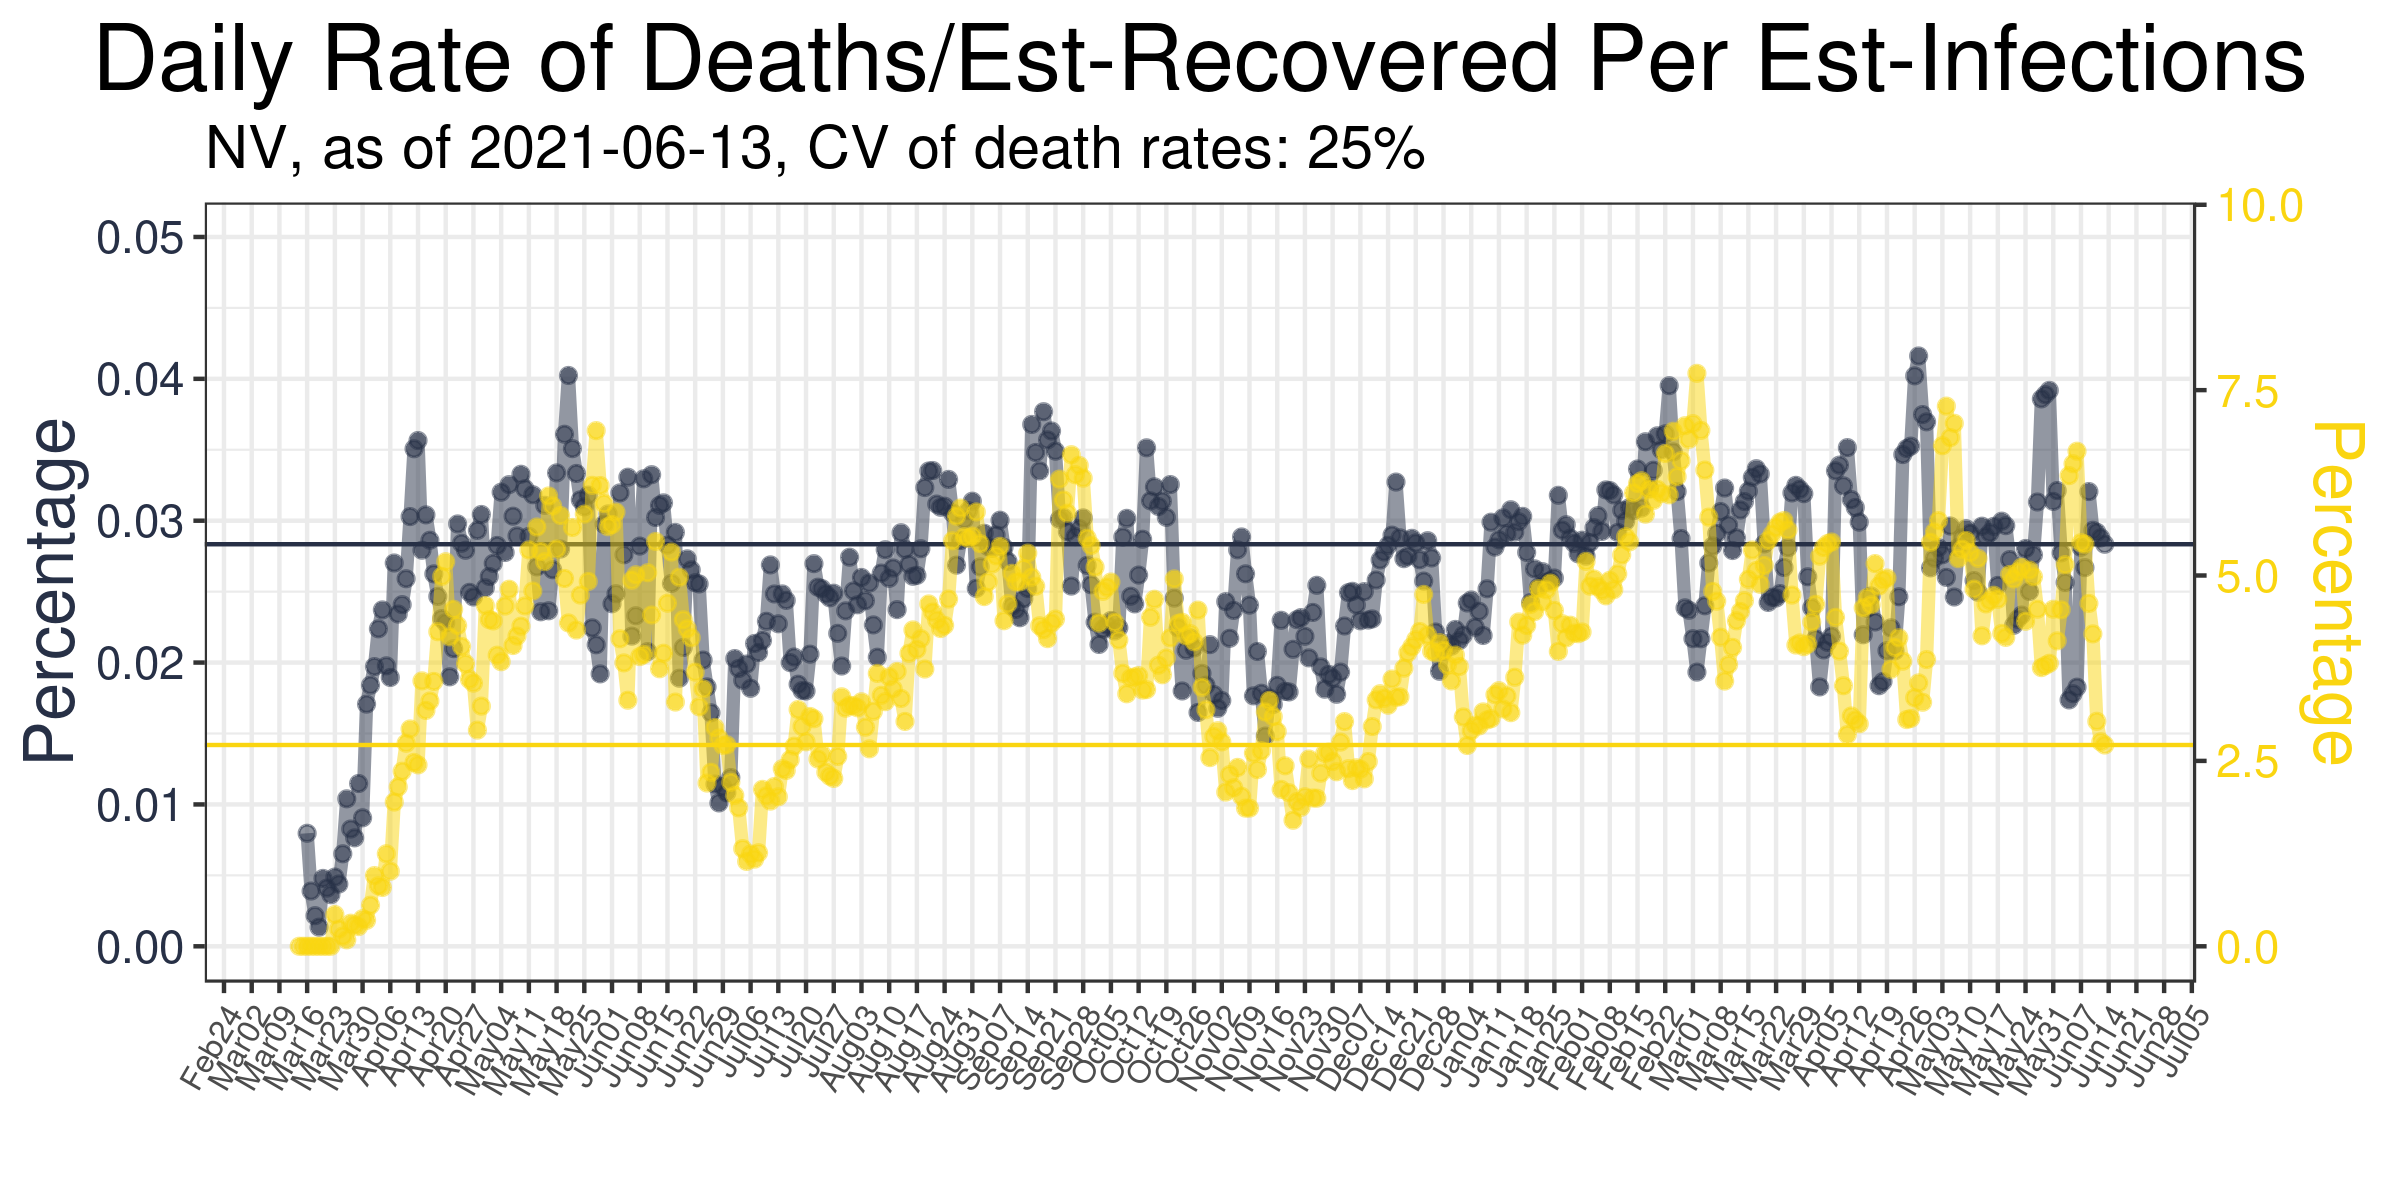 Daily Rate of Deaths/Est-Recovered Per Est-Infections
NV, as of 2021-06-13, CV of death rates: 25%
Percentage
0.05
0.04
0.03
0.02
0.01
0.00
10.0
7.5
5.0
2.5
0.0
Percentage
Feb24
Mar02
Mar09
Mar16
Mar23
Mar30
Apr06
Apr13
Apr20
Apr27
May04
May11
May18
May25
Jun01
Jun08
Jun15
Jun22
Jun29
Jul06
Jul13
Jul20
Jul27
Aug03
Aug10
Aug17
Aug24
Aug31
Sep07
Sep14
Sep21
Sep28
Oct05
Oct12
Oct19
Oct26
Nov02
Nov09
Nov16
Nov23
Nov30
Dec07
Dec14
Dec21
Dec28
Jan04
Jan11
Jan18
Jan25
Feb01
Feb08
Feb15
Feb22
Mar01
Mar08
Mar15
Mar22
Mar29
Apr05
Apr12
Apr19
Apr26
May03
May10
May17
May24
May31
Jun07
Jun14
Jun21
Jun28
Jul05